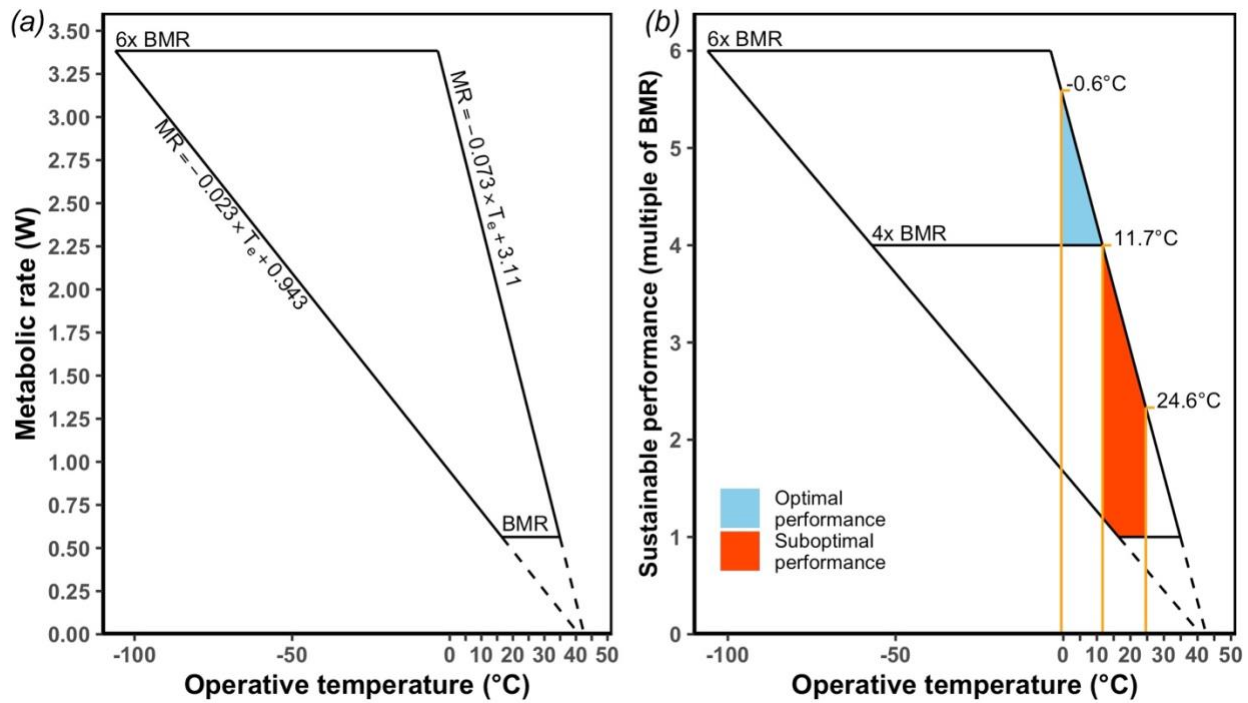 (a)
3.50
3.25
3.00
2.75
2.50
2.25
2.00
1.75
1.50
1.25
1.00
0.75
0.50
0.25
0.00
Metabolic rate (W)
6x BMR
MR = −0.073 × Te + 3.11
MR = −0.023 × Te + 0.943
BMR
-100 -50 0 10 20 30 40 50
Operative temperature (°C)
(b)
6
5
4
3
2
1
0
Sustainable performance (multiple of BMR)
6x BMR
-0.6°C
4x BMR
11.7°C
24.6°C
Optimal
performance
Suboptimal
performance
-100 -50 0 10 20 30 40 50
Operative temperature (°C)